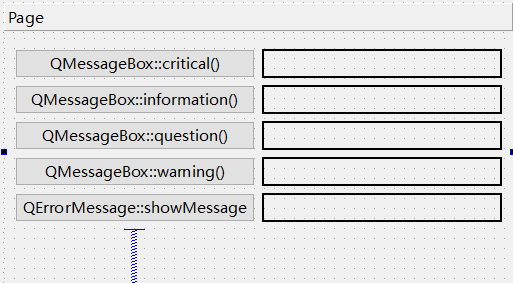 Page
QMessageBox::critical()
QMessageBox::information()
QMessageBox::question()
QMessageBox::warning()
QErrorMessage::showMessage